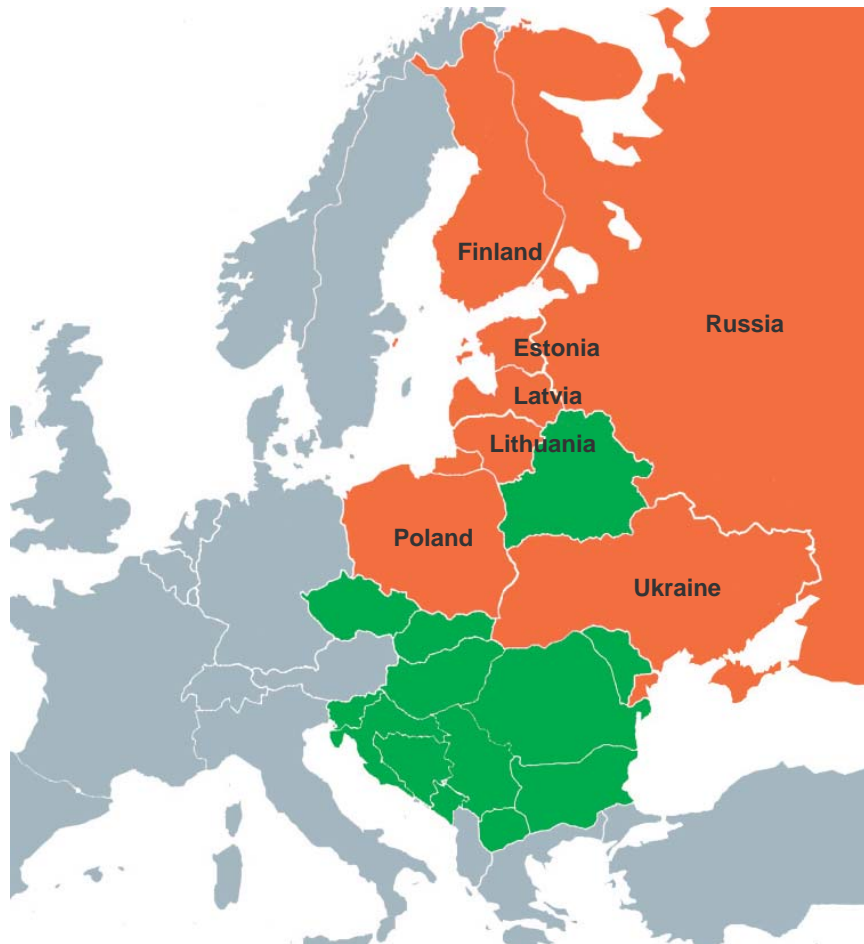 Finland
Russia
Estonia
Latvia
Lithuania
Poland
Ukraine